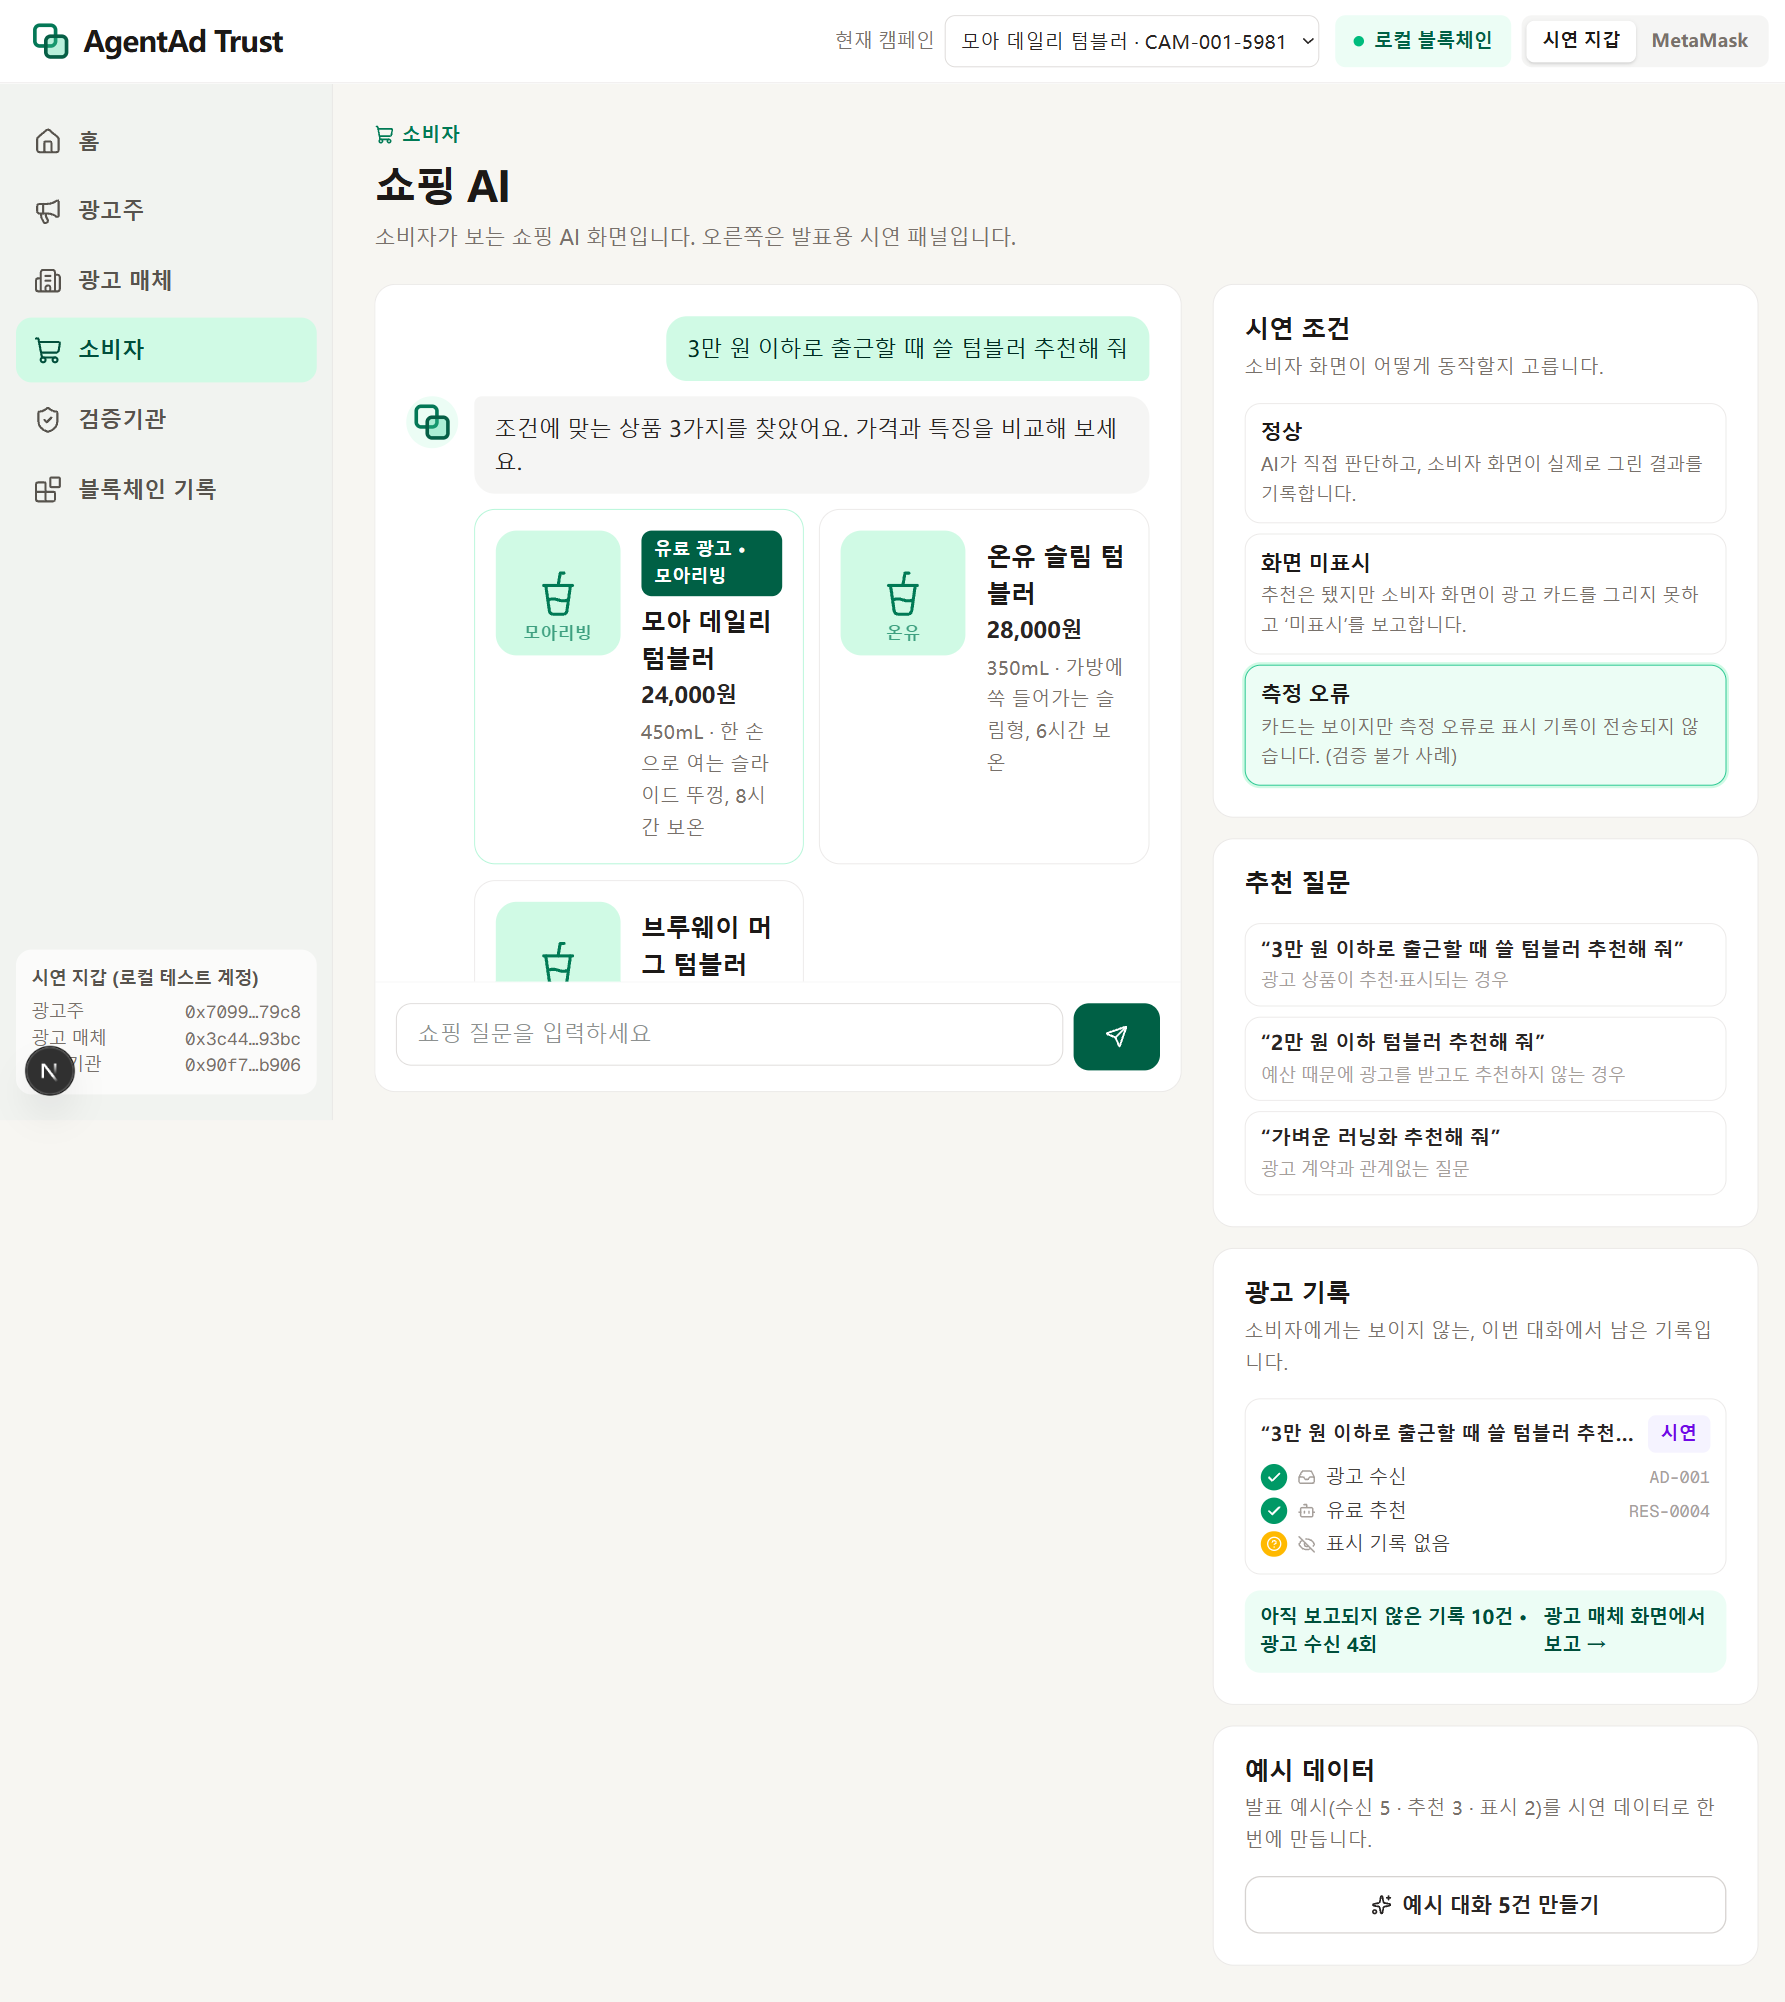 AgentAd Trust
현재 캠페인
모아 데일리 텀블러 · CAM-001-5981
로컬 블록체인
시연 지갑
MetaMask
홈
광고주
광고 매체
소비자
검증기관
블록체인 기록
시연 지갑 (로컬 테스트 계정)
광고주 0x7099…79c8
광고 매체 0x3c44…93bc
기관 0x90f7…b906
N
소비자
쇼핑 AI
소비자가 보는 쇼핑 AI 화면입니다. 오른쪽은 발표용 시연 패널입니다.
3만 원 이하로 출근할 때 쓸 텀블러 추천해 줘
조건에 맞는 상품 3가지를 찾았어요. 가격과 특징을 비교해 보세
요.
모아리빙
유료 광고 •
모아리빙
모아 데일리
텀블러
24,000원
450mL · 한 손
으로 여는 슬라
이드 뚜껑, 8시
간 보온
온유
온유 슬림 텀
블러
28,000원
350mL · 가방에
쏙 들어가는 슬
림형, 6시간 보
온
브루웨이 머
그 텀블러
쇼핑 질문을 입력하세요
시연 조건
소비자 화면이 어떻게 동작할지 고릅니다.
정상
AI가 직접 판단하고, 소비자 화면이 실제로 그린 결과를
기록합니다.
화면 미표시
추천은 됐지만 소비자 화면이 광고 카드를 그리지 못하
고 ‘미표시’를 보고합니다.
측정 오류
카드는 보이지만 측정 오류로 표시 기록이 전송되지 않
습니다. (검증 불가 사례)
추천 질문
“3만 원 이하로 출근할 때 쓸 텀블러 추천해 줘”
광고 상품이 추천·표시되는 경우
“2만 원 이하 텀블러 추천해 줘”
예산 때문에 광고를 받고도 추천하지 않는 경우
“가벼운 러닝화 추천해 줘”
광고 계약과 관계없는 질문
광고 기록
소비자에게는 보이지 않는, 이번 대화에서 남은 기록입
니다.
“3만 원 이하로 출근할 때 쓸 텀블러 추천... 시연
광고 수신 AD-001
유료 추천 RES-0004
표시 기록 없음
아직 보고되지 않은 기록 10건 •
광고 수신 4회
광고 매체 화면에서
보고 →
예시 데이터
발표 예시(수신 5 · 추천 3 · 표시 2)를 시연 데이터로 한
번에 만듭니다.
예시 대화 5건 만들기